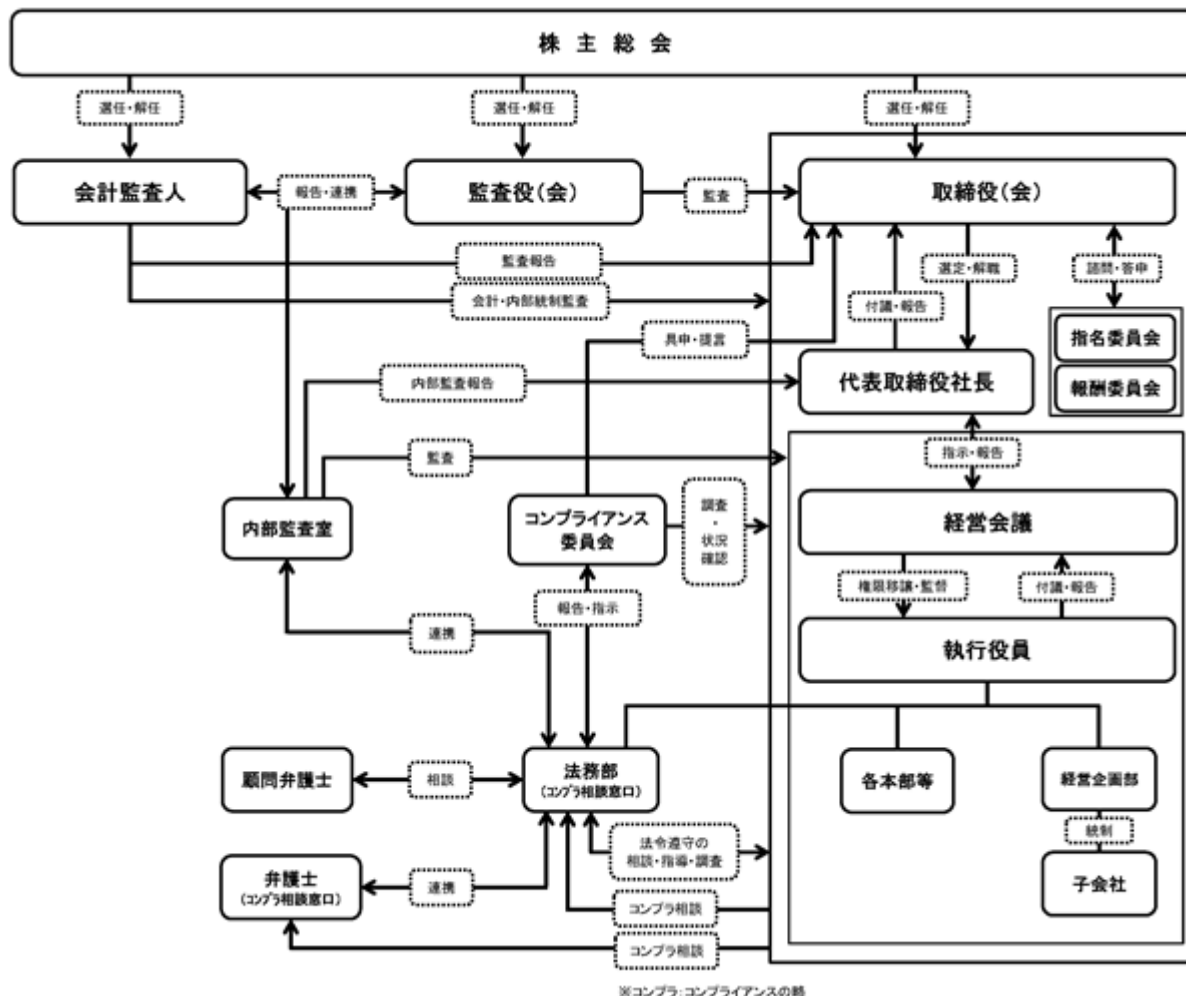 株主総会
選任・解任
選任・解任
選任・解任
会計監査人
報告・連携
監査役(会)
監査
取締役(会)
監査報告
選定・解職
諮問・答申
会計・内部統制監査
付議・報告
具申・提言
指名委員会
内部監査報告
代表取締役社長
報酬委員会
監査
指示・報告
内部監査室
コンプライアンス
委員会
調査
・
状況
確認
経営会議
権限移譲・監督
付議・報告
報告・指示
連携
執行役員
顧問弁護士
相談
法務部
(コンプラ相談窓口)
各本部等
経営企画部
統制
法令遵守の
相談・指導・調査
子会社
弁護士
(コンプラ相談窓口)
連携
コンプラ相談
コンプラ相談
※コンプラ:コンプライアンスの略